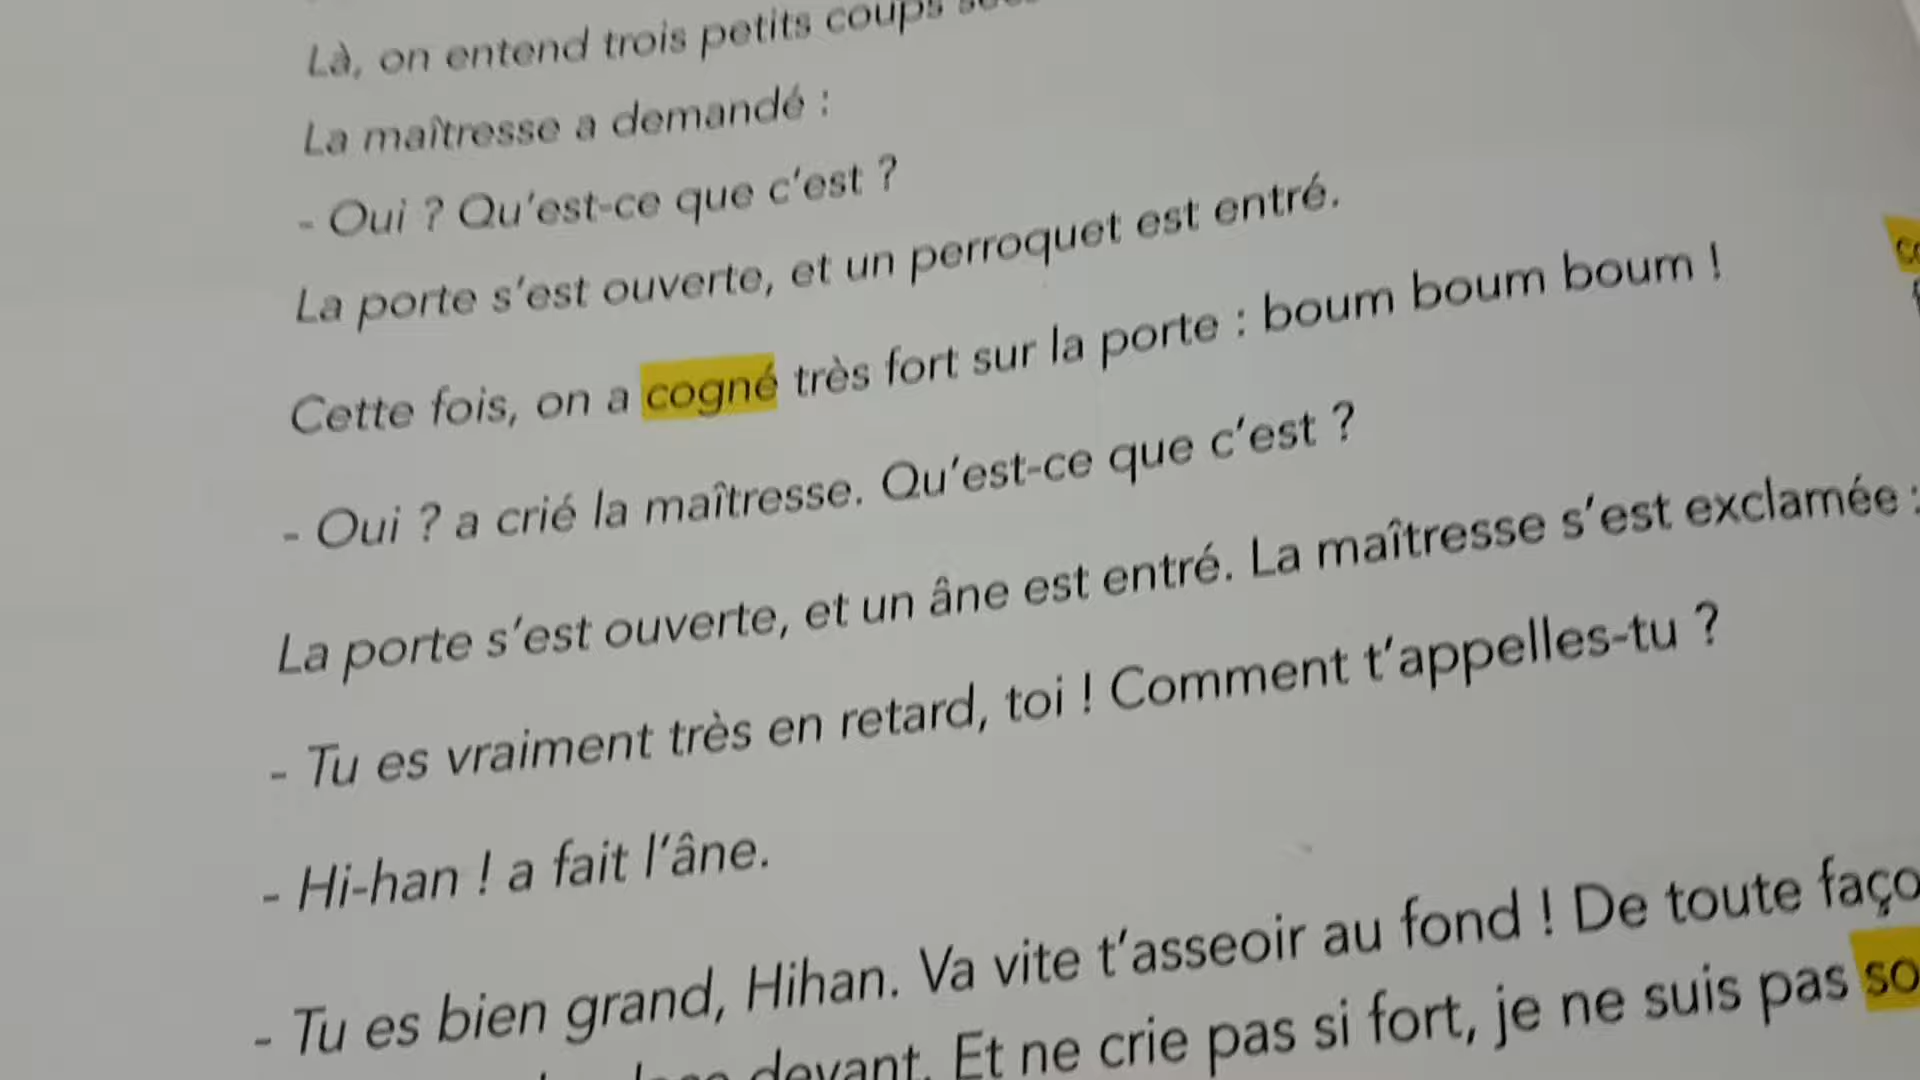 Là, on entend trois petits coups
La maîtresse a demandé :
- Oui ? Qu'est-ce que c'est ?
La porte s'est ouverte, et un perroquet est entré.
Cette fois, on a cogné très fort sur la porte : boum boum boum !
- Oui ? a crié la maîtresse. Qu'est-ce que c'est ?
La porte s'est ouverte, et un âne est entré. La maîtresse s'est exclamée :
- Tu es vraiment très en retard, toi ! Comment t'appelles-tu ?
- Hi-han ! a fait l'âne.
- Tu es bien grand, Hihan. Va vite t'asseoir au fond ! De toute faço
devant. Et ne crie pas si fort, je ne suis pas so